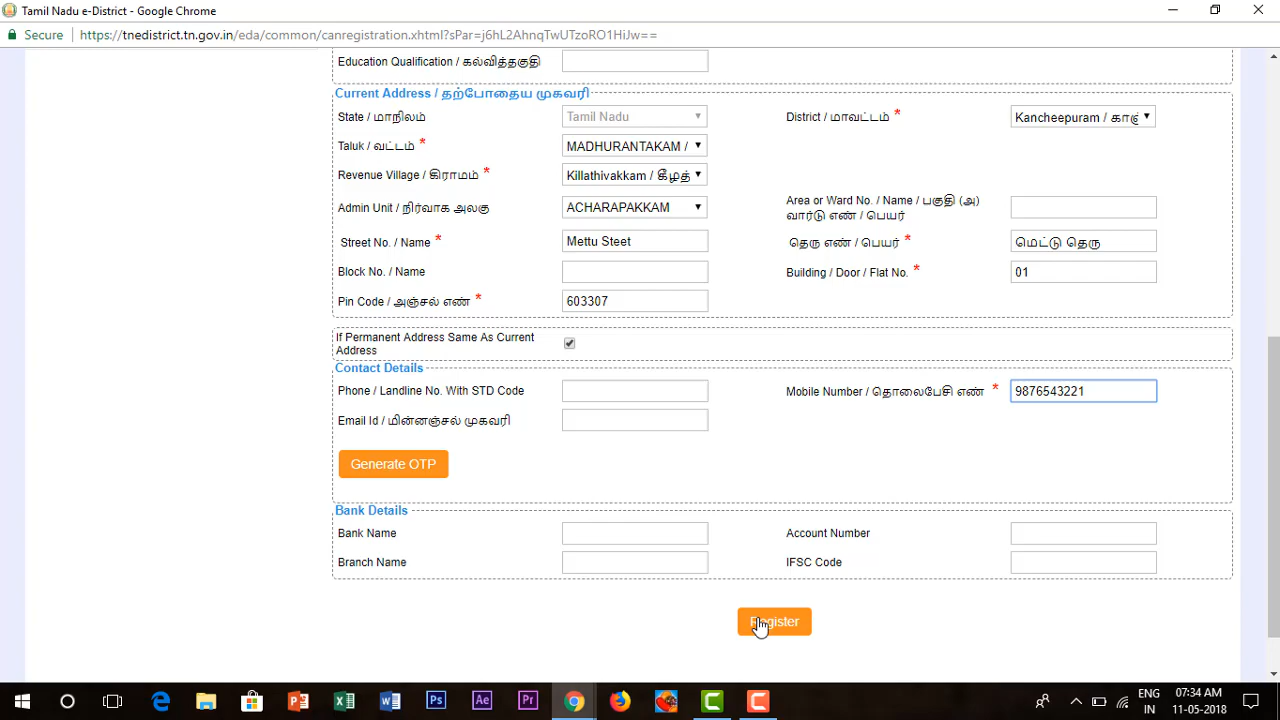 Tamil Nadu e-District - Google Chrome
Secure https://tnedistrict.tn.gov.in/eda/common/canregistration.xhtml?sPar=j6hL2AhnqTwUTzoRO1HiJw==
Education Qualification / கல்வித்தகுதி
Current Address / தற்போதைய முகவரி
State / மாநிலம் Tamil Nadu District / மாவட்டம் * Kancheepuram /
Taluk / வட்டம் * MADHURANTAKAM /
Revenue Village / கிராமம் * Killathivakkam / கீழத்
Admin Unit / நிர்வாக அலகு ACHARAPAKKAM Area or Ward No. / Name / பகுதி (அ)
வார்டு எண் / பெயர்
Street No. / Name * Mettu Steet தெரு எண் / பெயர் * மெட்டு தெரு
Block No. / Name Building / Door / Flat No. * 01
Pin Code / அஞ்சல் எண் * 603307
If Permanent Address Same As Current
Address
Contact Details
Phone / Landline No. With STD Code Mobile Number / தொலைபேசி எண் * 9876543221
Email Id / மின்னஞ்சல் முகவரி
Generate OTP
Bank Details
Bank Name Account Number
Branch Name IFSC Code
Register
ENG 07:34 AM
IN 11-05-2018